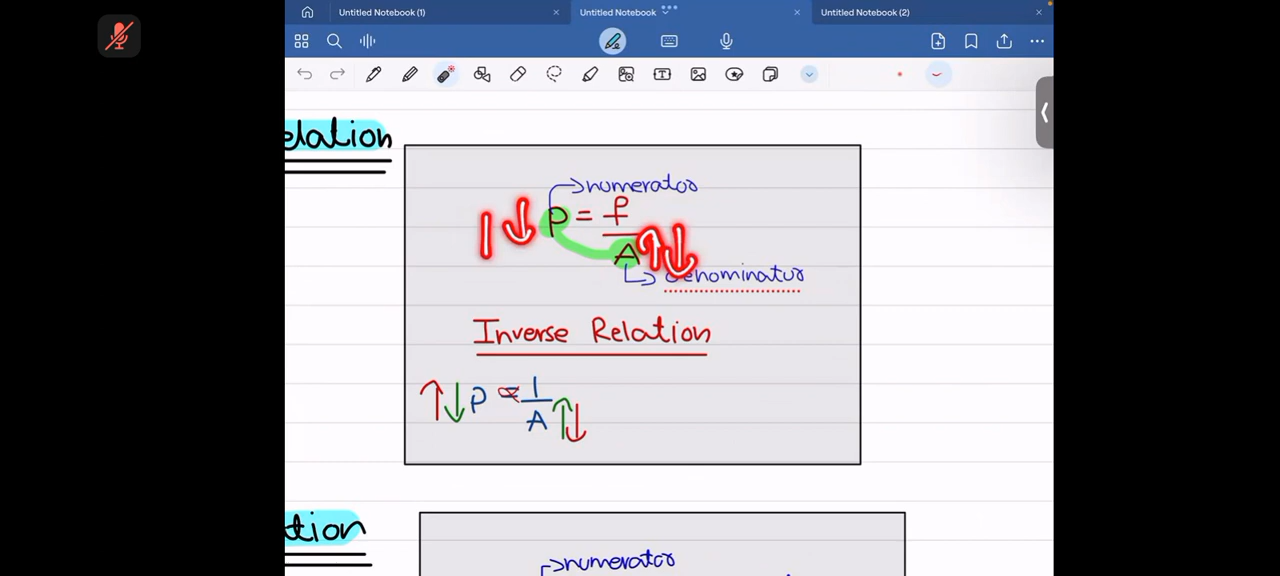 Untitled Notebook (1) Untitled Notebook Untitled Notebook (2)
elation
numerator
P = f
A
denominator
Inverse Relation
P ∝ 1
A
tion
numerator